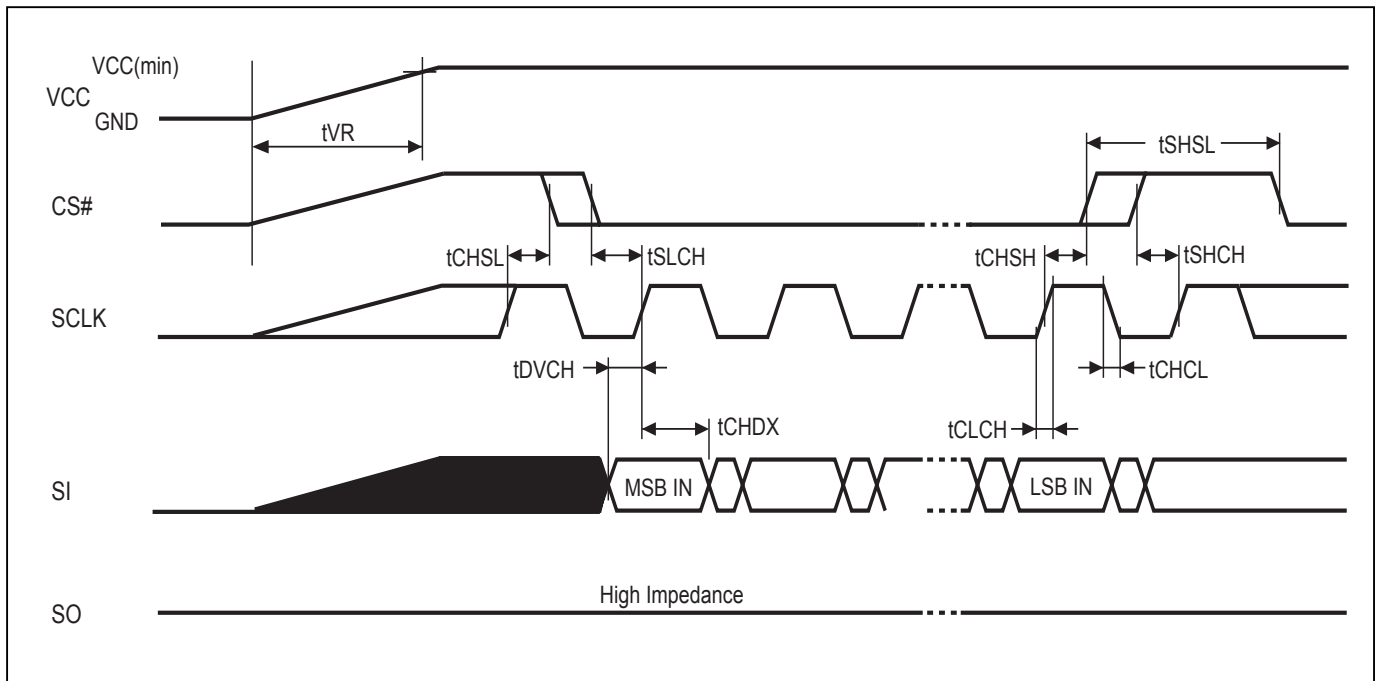 VCC(min)
VCC
GND
tVR
tSHSL
CS#
tCHSL
tSLCH
tCHSH
tSHCH
SCLK
tDVCH
tCHCL
tCHDX
tCLCH
SI
MSB IN
LSB IN
High Impedance
SO